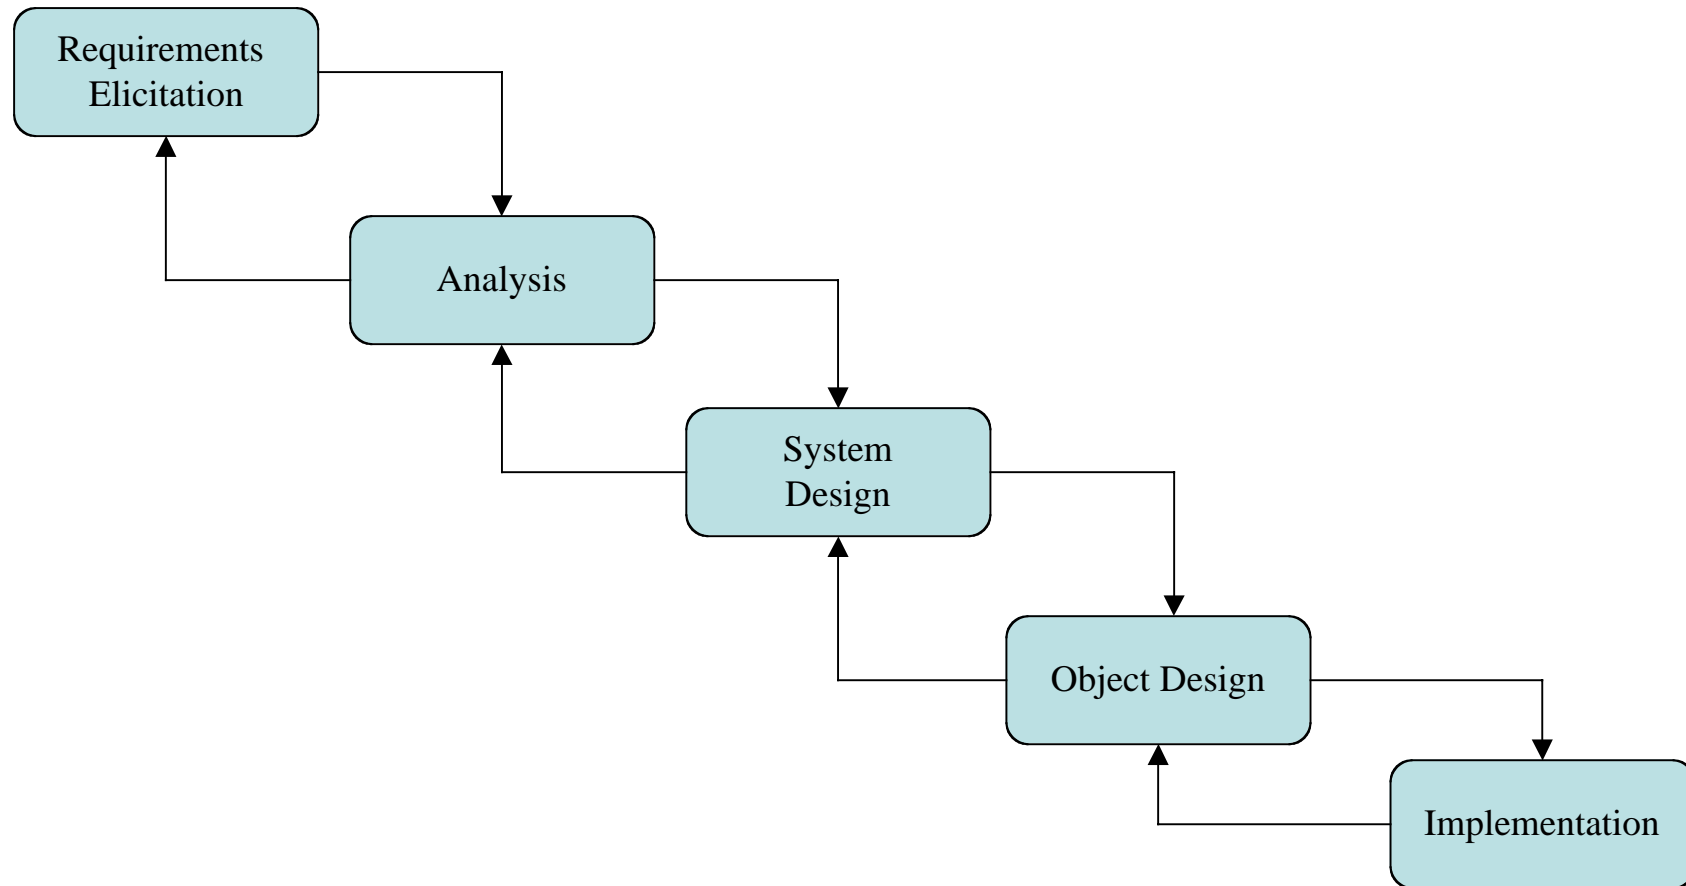 Requirements
Elicitation
Analysis
System
Design
Object Design
Implementation